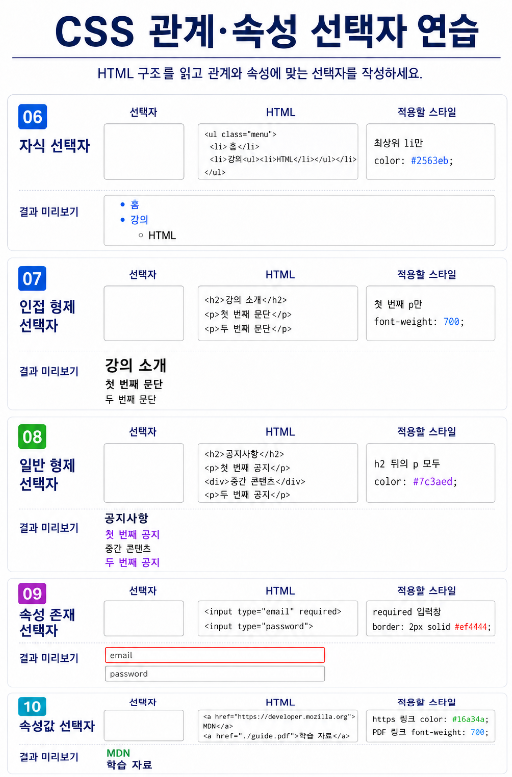 CSS 관계·속성 선택자 연습
HTML 구조를 읽고 관계와 속성에 맞는 선택자를 작성하세요.
06
자식 선택자
선택자
HTML
<ul class="menu">
<li>홈</li>
<li>강의<ul><li>HTML</li></ul></li>
</ul>
적용할 스타일
최상위 li만
color: #2563eb;
결과 미리보기
• 홈
• 강의
○ HTML
07
인접 형제
선택자
선택자
HTML
<h2>강의 소개</h2>
<p>첫 번째 문단</p>
<p>두 번째 문단</p>
적용할 스타일
첫 번째 p만
font-weight: 700;
결과 미리보기
강의 소개
첫 번째 문단
두 번째 문단
08
일반 형제
선택자
선택자
HTML
<h2>공지사항</h2>
<p>첫 번째 공지</p>
<div>중간 콘텐츠</div>
<p>두 번째 공지</p>
적용할 스타일
h2 뒤의 p 모두
color: #7c3aed;
결과 미리보기
공지사항
첫 번째 공지
중간 콘텐츠
두 번째 공지
09
속성 존재
선택자
선택자
HTML
<input type="email" required>
<input type="password">
적용할 스타일
required 입력창
border: 2px solid #ef4444;
결과 미리보기
email
password
10
속성값 선택자
선택자
HTML
<a href="https://developer.mozilla.org">
MDN</a>
<a href="./guide.pdf">학습 자료</a>
적용할 스타일
https 링크 color: #16a34a;
PDF 링크 font-weight: 700;
결과 미리보기
MDN
학습 자료